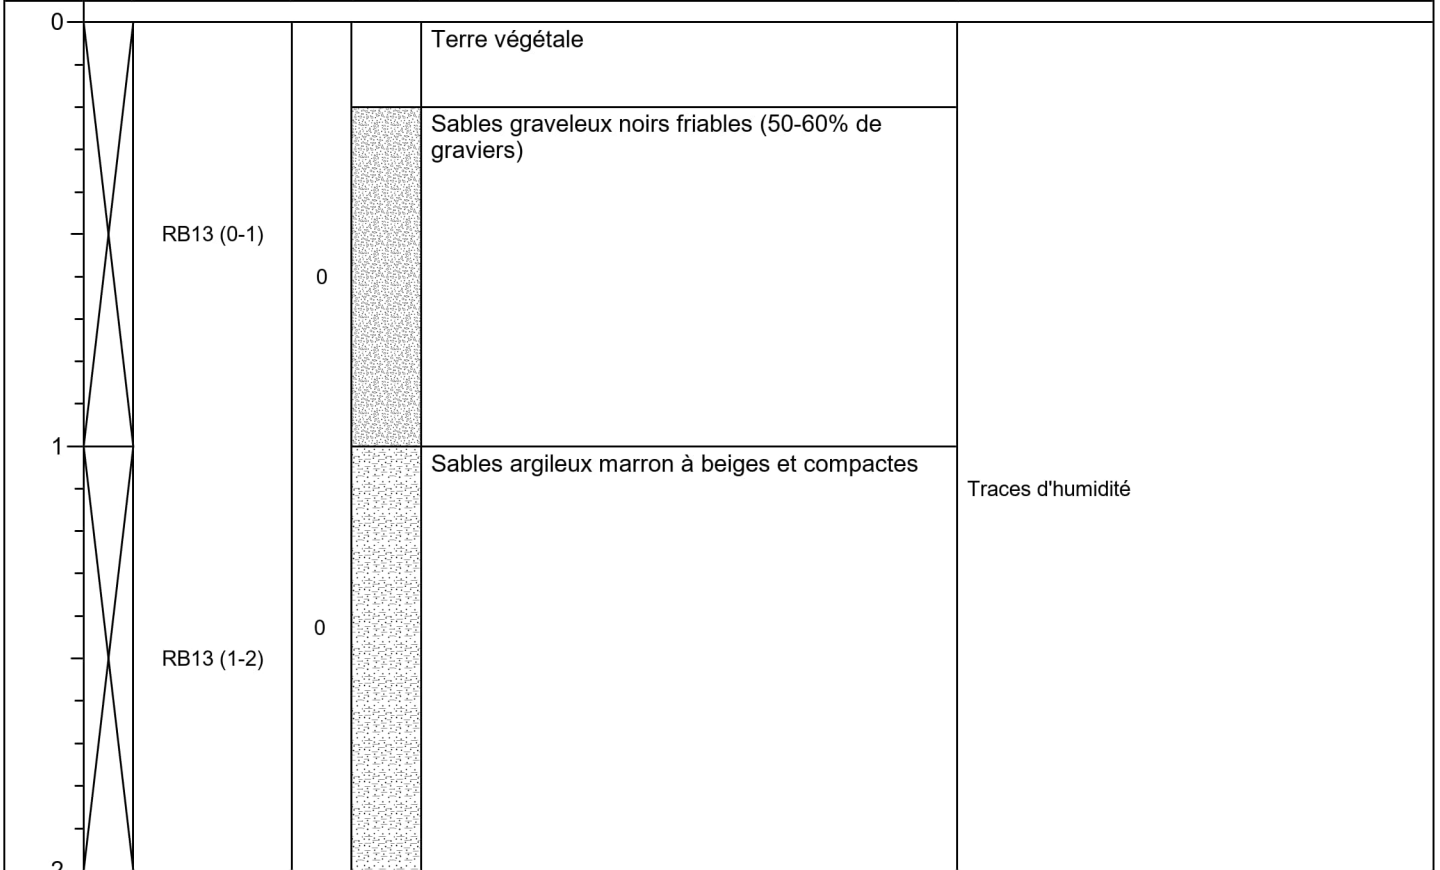 0
Terre végétale
Sables graveleux noirs friables (50-60% de
graviers)
RB13 (0-1)
0
1
Sables argileux marron à beiges et compactes
Traces d'humidité
0
RB13 (1-2)
2